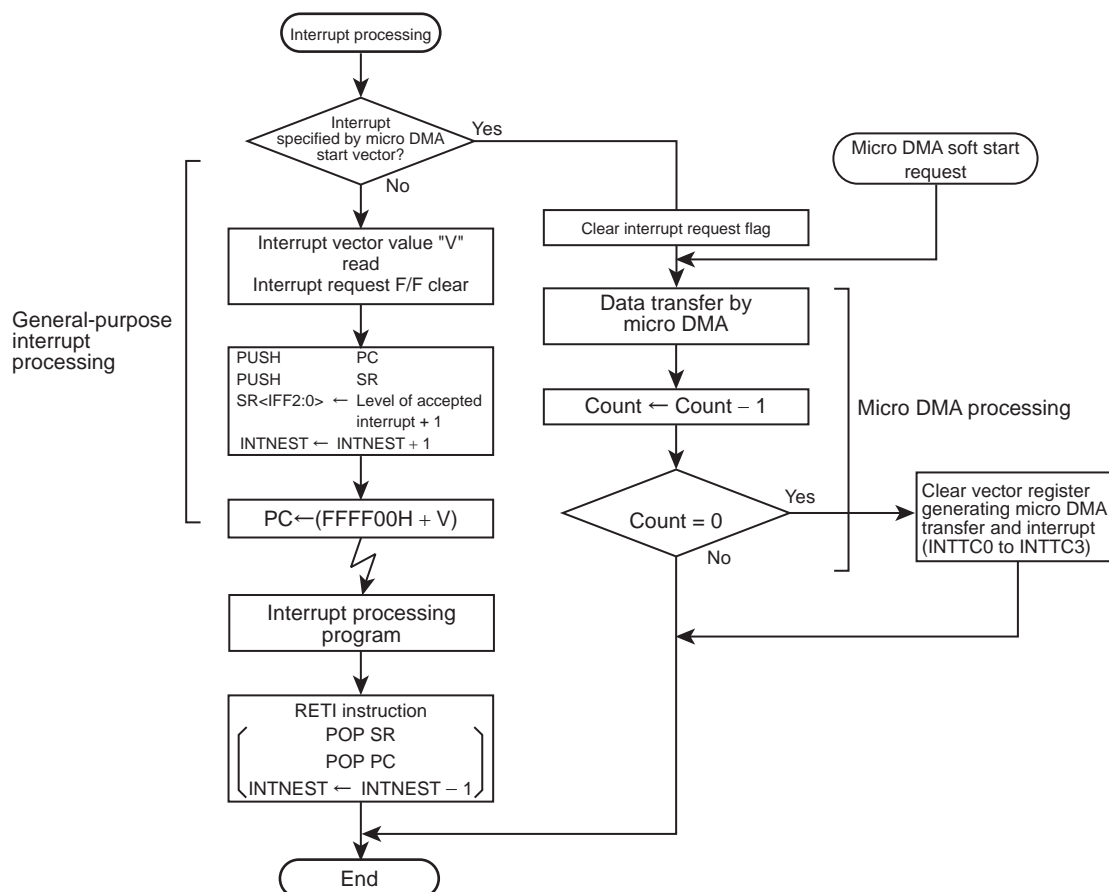 Interrupt processing
Interrupt
specified by micro DMA
start vector?
Yes
No
Micro DMA soft start
request
Clear interrupt request flag
Interrupt vector value "V"
read
Interrupt request F/F clear
General-purpose
interrupt
processing
PUSH PC
PUSH SR
SR<IFF2:0> ← Level of accepted
interrupt + 1
INTNEST ← INTNEST + 1
PC←(FFFF00H + V)
Interrupt processing
program
RETI instruction
POP SR
POP PC
INTNEST ← INTNEST – 1
End
Data transfer by
micro DMA
Count ← Count – 1
Micro DMA processing
Count = 0
Yes
No
Clear vector register
generating micro DMA
transfer and interrupt
(INTTC0 to INTTC3)